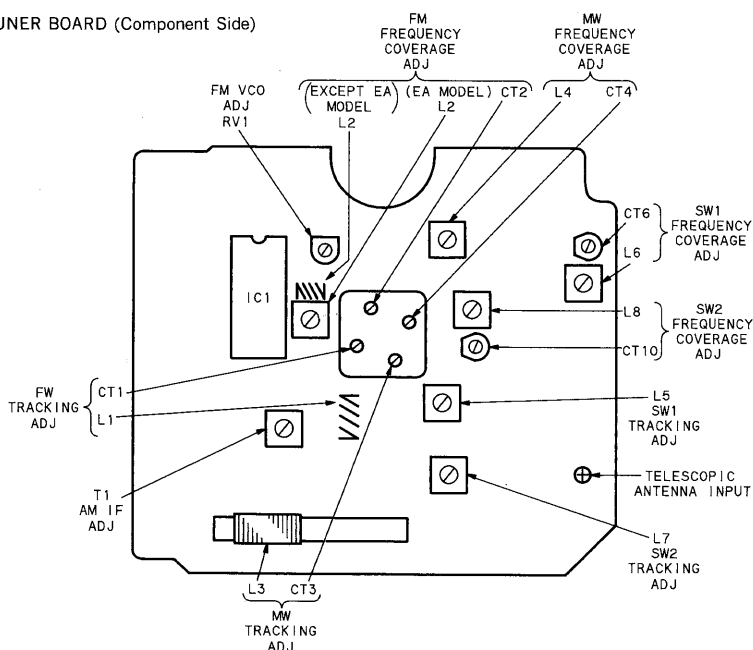 UNER BOARD (Component Side)
FM
FREQUENCY
COVERAGE
ADJ
(EXCEPT EA MODEL) (EA MODEL) CT2
L2
L2
MW
FREQUENCY
COVERAGE
ADJ
L4 CT4
FM VCO
ADJ
RV1
CT6
L6
SW1
FREQUENCY
COVERAGE
ADJ
IC1
L8
CT10
SW2
FREQUENCY
COVERAGE
ADJ
FW
TRACKING
ADJ
CT1
L1
L5
SW1
TRACKING
ADJ
T1
AM IF
ADJ
TELESCOPIC
ANTENNA INPUT
L7
SW2
TRACKING
ADJ
L3 CT3
MW
TRACKING
ADJ